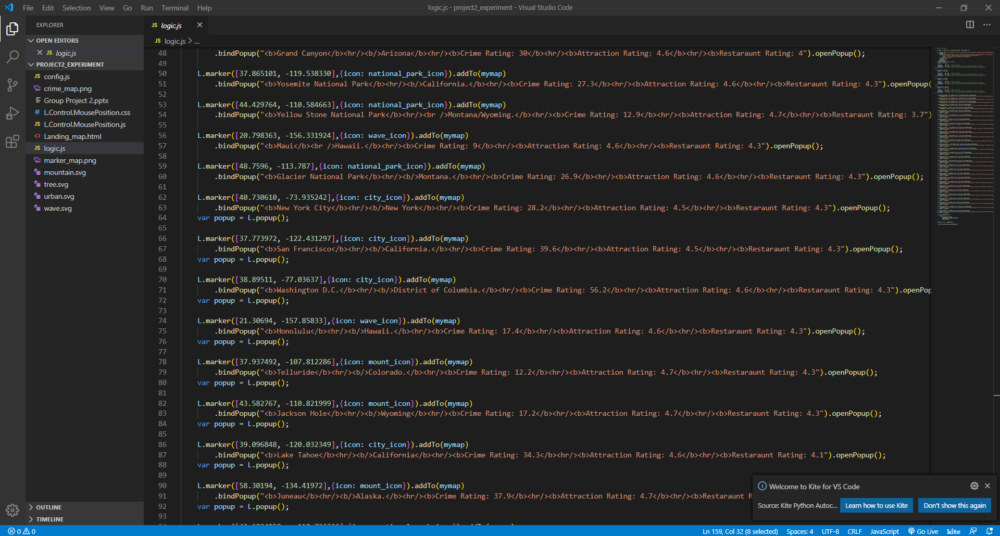 File Edit Selection View Go Run Terminal Help
logic.js - project2_experiment - Visual Studio Code
EXPLORER
OPEN EDITORS
JS logic.js
PROJECT2_EXPERIMENT
JS config.js
crime_map.png
Group Project 2.pptx
# L.Control.MousePosition.css
JS L.Control.MousePosition.js
<> Landing_map.html
JS logic.js
marker_map.png
mountain.svg
tree.svg
urban.svg
wave.svg
OUTLINE
TIMELINE
JS logic.js
JS logic.js > ...
48 .bindPopup("<b>Grand Canyon</b><hr/><b/>Arizona</b><hr/><b>Crime Rating: 30</b><hr/><b>Attraction Rating: 4.6</b><hr/><b>Restaraunt Rating: 4").openPopup();
49
50 L.marker([37.865101, -119.538330],{icon: national_park_icon}).addTo(mymap)
51 .bindPopup("<b>Yosemite National Park</b><hr/><b/>California.</b><hr/><b>Crime Rating: 27.3</b><hr/><b>Attraction Rating: 4.6</b><hr/><b>Restaraunt Rating: 4.3").openPopup(
52
53 L.marker([44.429764, -110.584663],{icon: national_park_icon}).addTo(mymap)
54 .bindPopup("<b>Yellow Stone National Park</b><hr/><br />Montana/Wyoming.</b><hr/><b>Crime Rating: 12.9</b><hr/><b>Attraction Rating: 4.7</b><hr/><b>Restaraunt Rating: 3.7")
55
56 L.marker([20.798363, -156.331924],{icon: wave_icon}).addTo(mymap)
57 .bindPopup("<b>Maui</b><br />Hawaii.</b><hr/><b>Crime Rating: 9</b><hr/><b>Attraction Rating: 4.6</b><hr/><b>Restaraunt Rating: 4.3").openPopup();
58
59 L.marker([48.7596, -113.787],{icon: national_park_icon}).addTo(mymap)
60 .bindPopup("<b>Glacier National Park</b><hr/><b/>Montana.</b><hr/><b>Crime Rating: 26.9</b><hr/><b>Attraction Rating: 4.6</b><hr/><b>Restaraunt Rating: 4.3").openPopup();
61
62 L.marker([40.730610, -73.935242],{icon: city_icon}).addTo(mymap)
63 .bindPopup("<b>New York City</b><hr/><b/>New York</b><hr/><b>Crime Rating: 28.2</b><hr/><b>Attraction Rating: 4.5</b><hr/><b>Restaraunt Rating: 4.3").openPopup();
64 var popup = L.popup();
65
66 L.marker([37.773972, -122.431297],{icon: city_icon}).addTo(mymap)
67 .bindPopup("<b>San Francisco</b><hr/><b/>California.</b><hr/><b>Crime Rating: 39.6</b><hr/><b>Attraction Rating: 4.5</b><hr/><b>Restaraunt Rating: 4.3").openPopup();
68 var popup = L.popup();
69
70 L.marker([38.89511, -77.03637],{icon: city_icon}).addTo(mymap)
71 .bindPopup("<b>Washington D.C.</b><hr/><b/>District of Columbia.</b><hr/><b>Crime Rating: 56.2</b><hr/><b>Attraction Rating: 4.6</b><hr/><b>Restaraunt Rating: 4.3").openPop
72 var popup = L.popup();
73
74 L.marker([21.30694, -157.85833],{icon: wave_icon}).addTo(mymap)
75 .bindPopup("<b>Honolulu</b><hr/><b/>Hawaii.</b><hr/><b>Crime Rating: 17.4</b><hr/><b>Attraction Rating: 4.6</b><hr/><b>Restaraunt Rating: 4.3").openPopup();
76 var popup = L.popup();
77
78 L.marker([37.937492, -107.812286],{icon: mount_icon}).addTo(mymap)
79 .bindPopup("<b>Telluride</b><hr/><b/>Colorado.</b><hr/><b>Crime Rating: 12.2</b><hr/><b>Attraction Rating: 4.7</b><hr/><b>Restaraunt Rating: 4.3").openPopup();
80 var popup = L.popup();
81
82 L.marker([43.582767, -110.821999],{icon: mount_icon}).addTo(mymap)
83 .bindPopup("<b>Jackson Hole</b><hr/><b/>Wyoming</b><hr/><b>Crime Rating: 17.2</b><hr/><b>Attraction Rating: 4.7</b><hr/><b>Restaraunt Rating: 4.3").openPopup();
84 var popup = L.popup();
85
86 L.marker([39.096848, -120.032349],{icon: city_icon}).addTo(mymap)
87 .bindPopup("<b>Lake Tahoe</b><hr/><b/>California</b><hr/><b>Crime Rating: 34.3</b><hr/><b>Attraction Rating: 4.6</b><hr/><b>Restaraunt Rating: 4.1").openPopup();
88 var popup = L.popup();
89
90 L.marker([58.30194, -134.41972],{icon: mount_icon}).addTo(mymap)
91 .bindPopup("<b>Juneau</b><hr/><b/>Alaska.</b><hr/><b>Crime Rating: 37.9</b><hr/><b>Attraction Rating: 4.7</b><hr/><b>Restaraunt R
92 var popup = L.popup();
93
Welcome to Kite for VS Code
Source: Kite Python Autoc... Learn how to use Kite Don't show this again
0 0 Ln 159, Col 32 (8 selected) Spaces: 4 UTF-8 CRLF JavaScript Go Live kite